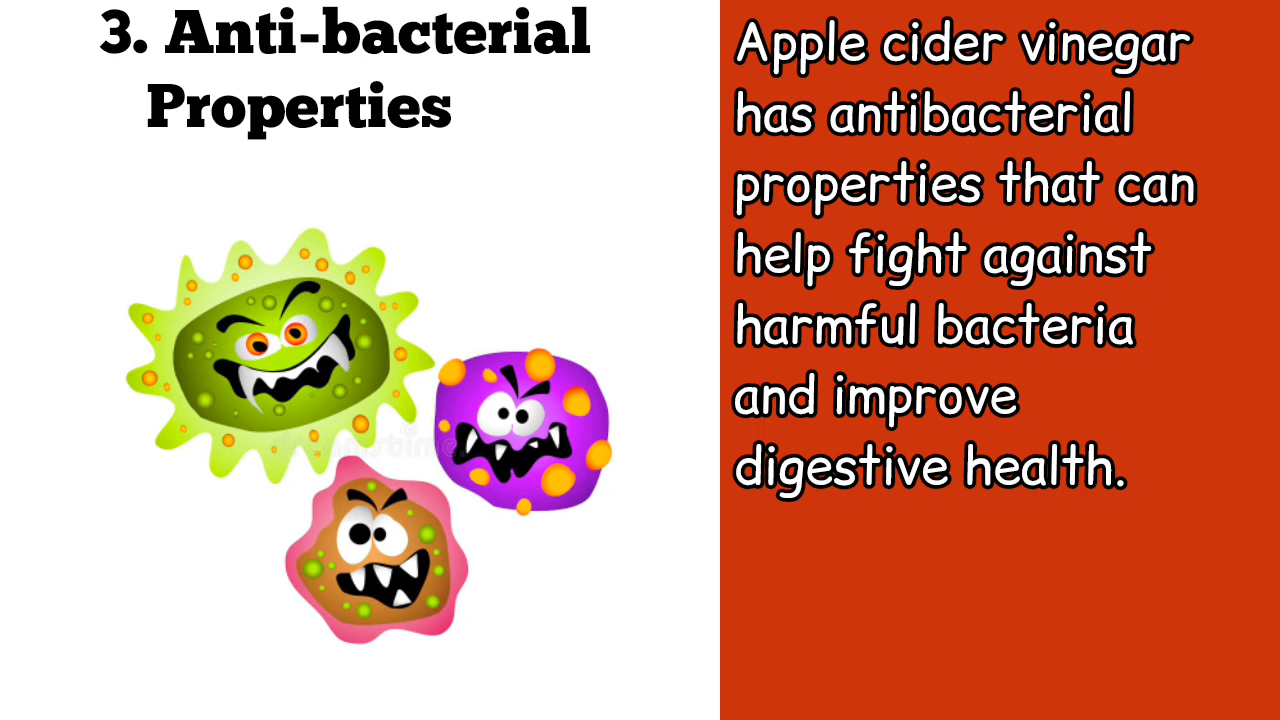 3. Anti-bacterial
Properties
Apple cider vinegar
has antibacterial
properties that can
help fight against
harmful bacteria
and improve
digestive health.
dreamstime.